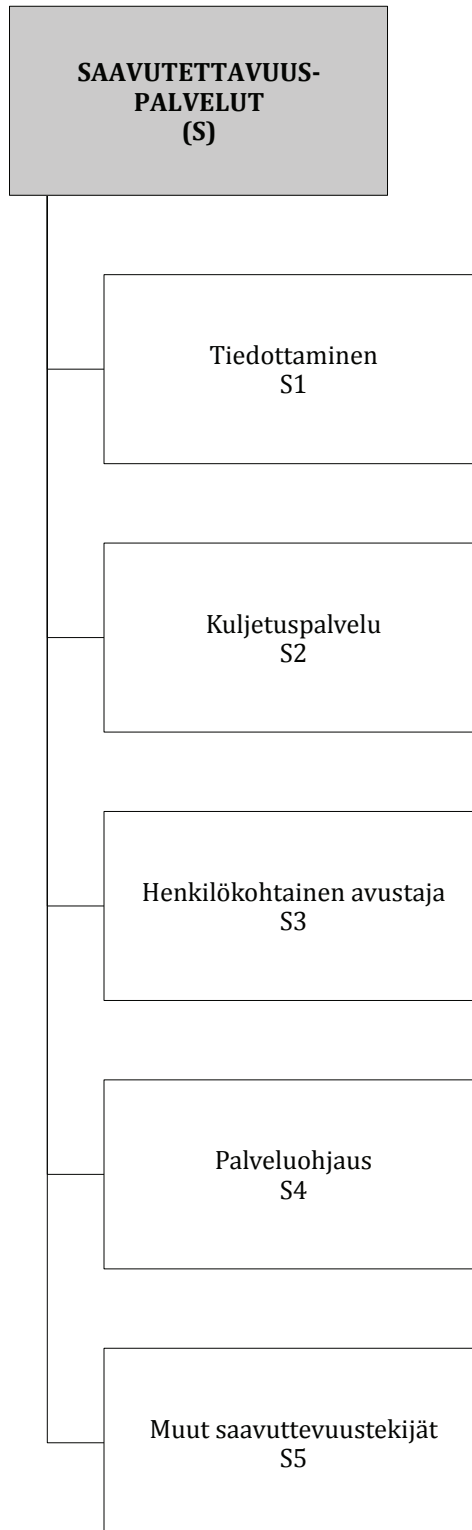 SAAVUTETTAVUUS-
PALVELUT
(S)
Tiedottaminen
S1
Kuljetuspalvelu
S2
Henkilökohtainen avustaja
S3
Palveluohjaus
S4
Muut saavuttevuustekijät
S5